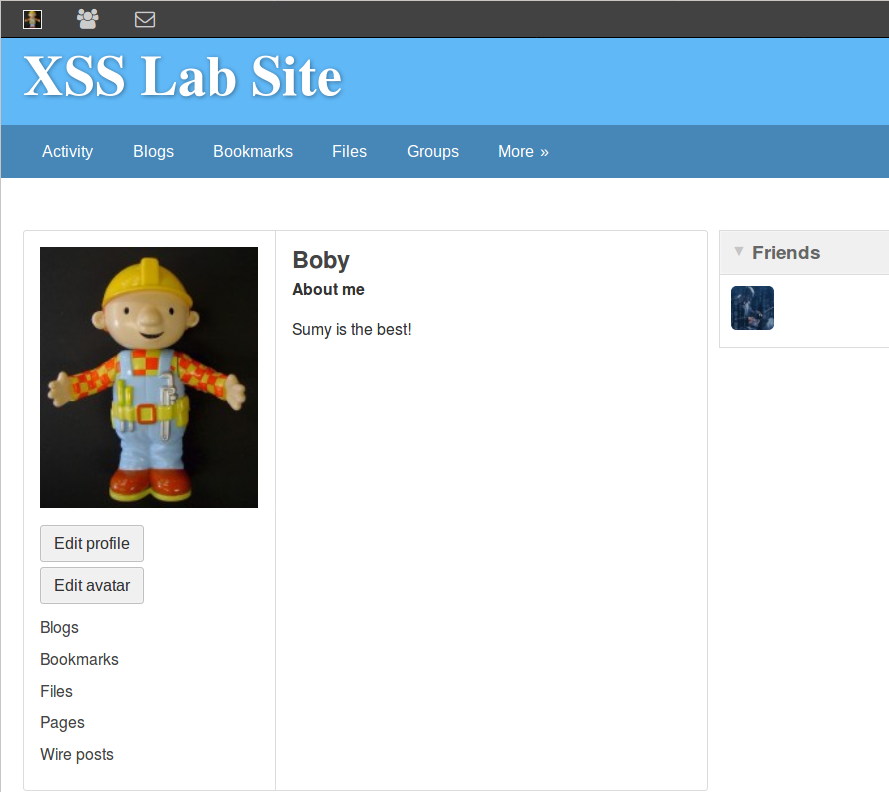 XSS Lab Site
Activity Blogs Bookmarks Files Groups More »
Boby
About me
Sumy is the best!
Edit profile
Edit avatar
Blogs
Bookmarks
Files
Pages
Wire posts
Friends